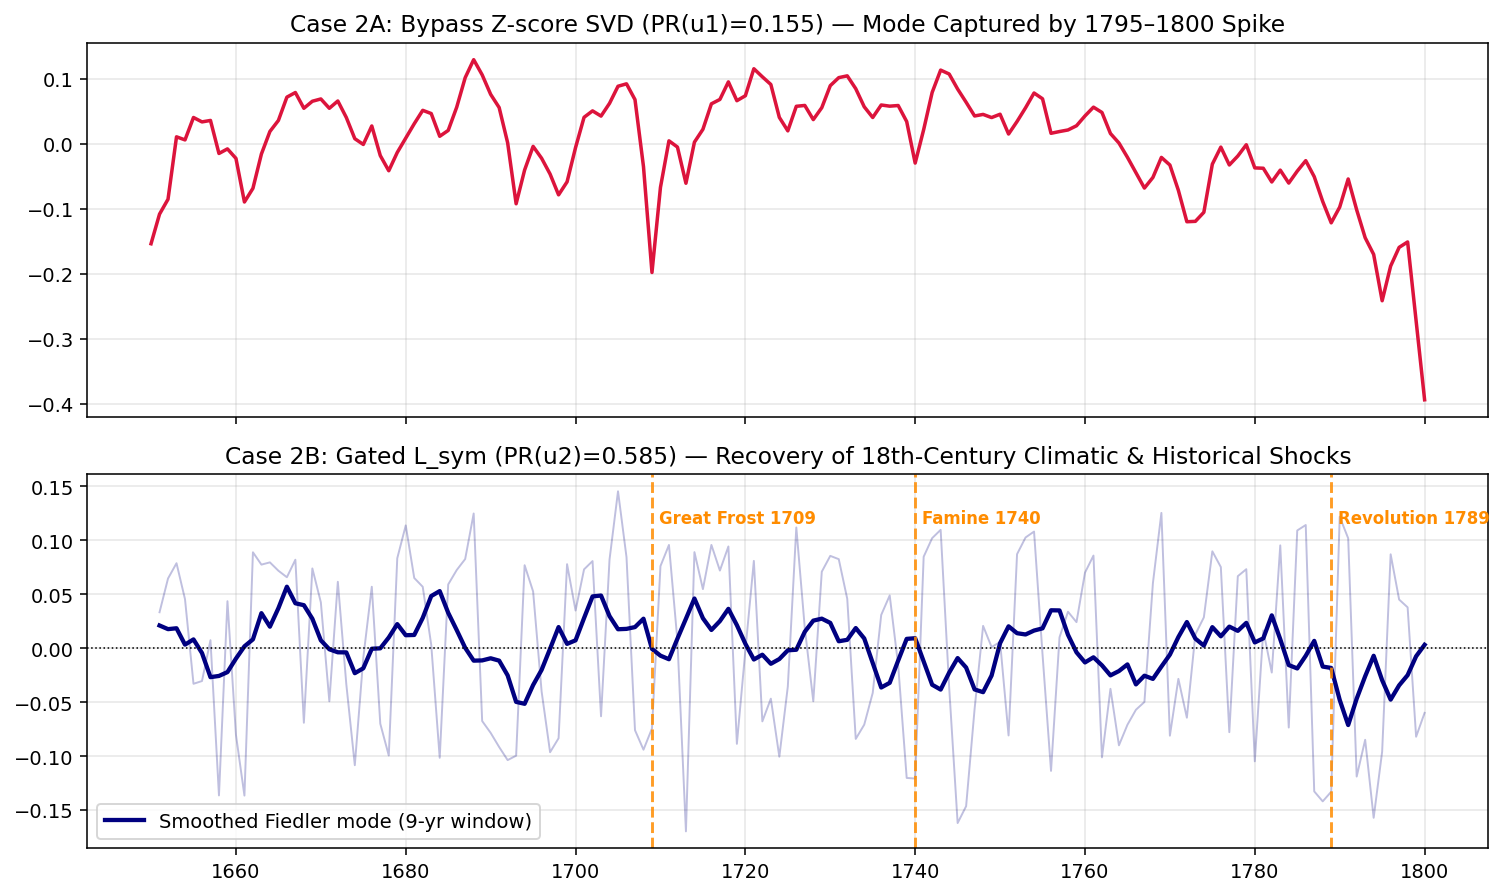 Case 2A: Bypass Z-score SVD (PR(u1)=0.155) — Mode Captured by 1795–1800 Spike
0.1
0.0
−0.1
−0.2
−0.3
−0.4
Case 2B: Gated L_sym (PR(u2)=0.585) — Recovery of 18th-Century Climatic & Historical Shocks
0.15
0.10
0.05
0.00
−0.05
−0.10
−0.15
Great Frost 1709
Famine 1740
Revolution 1789
Smoothed Fiedler mode (9-yr window)
1660 1680 1700 1720 1740 1760 1780 1800